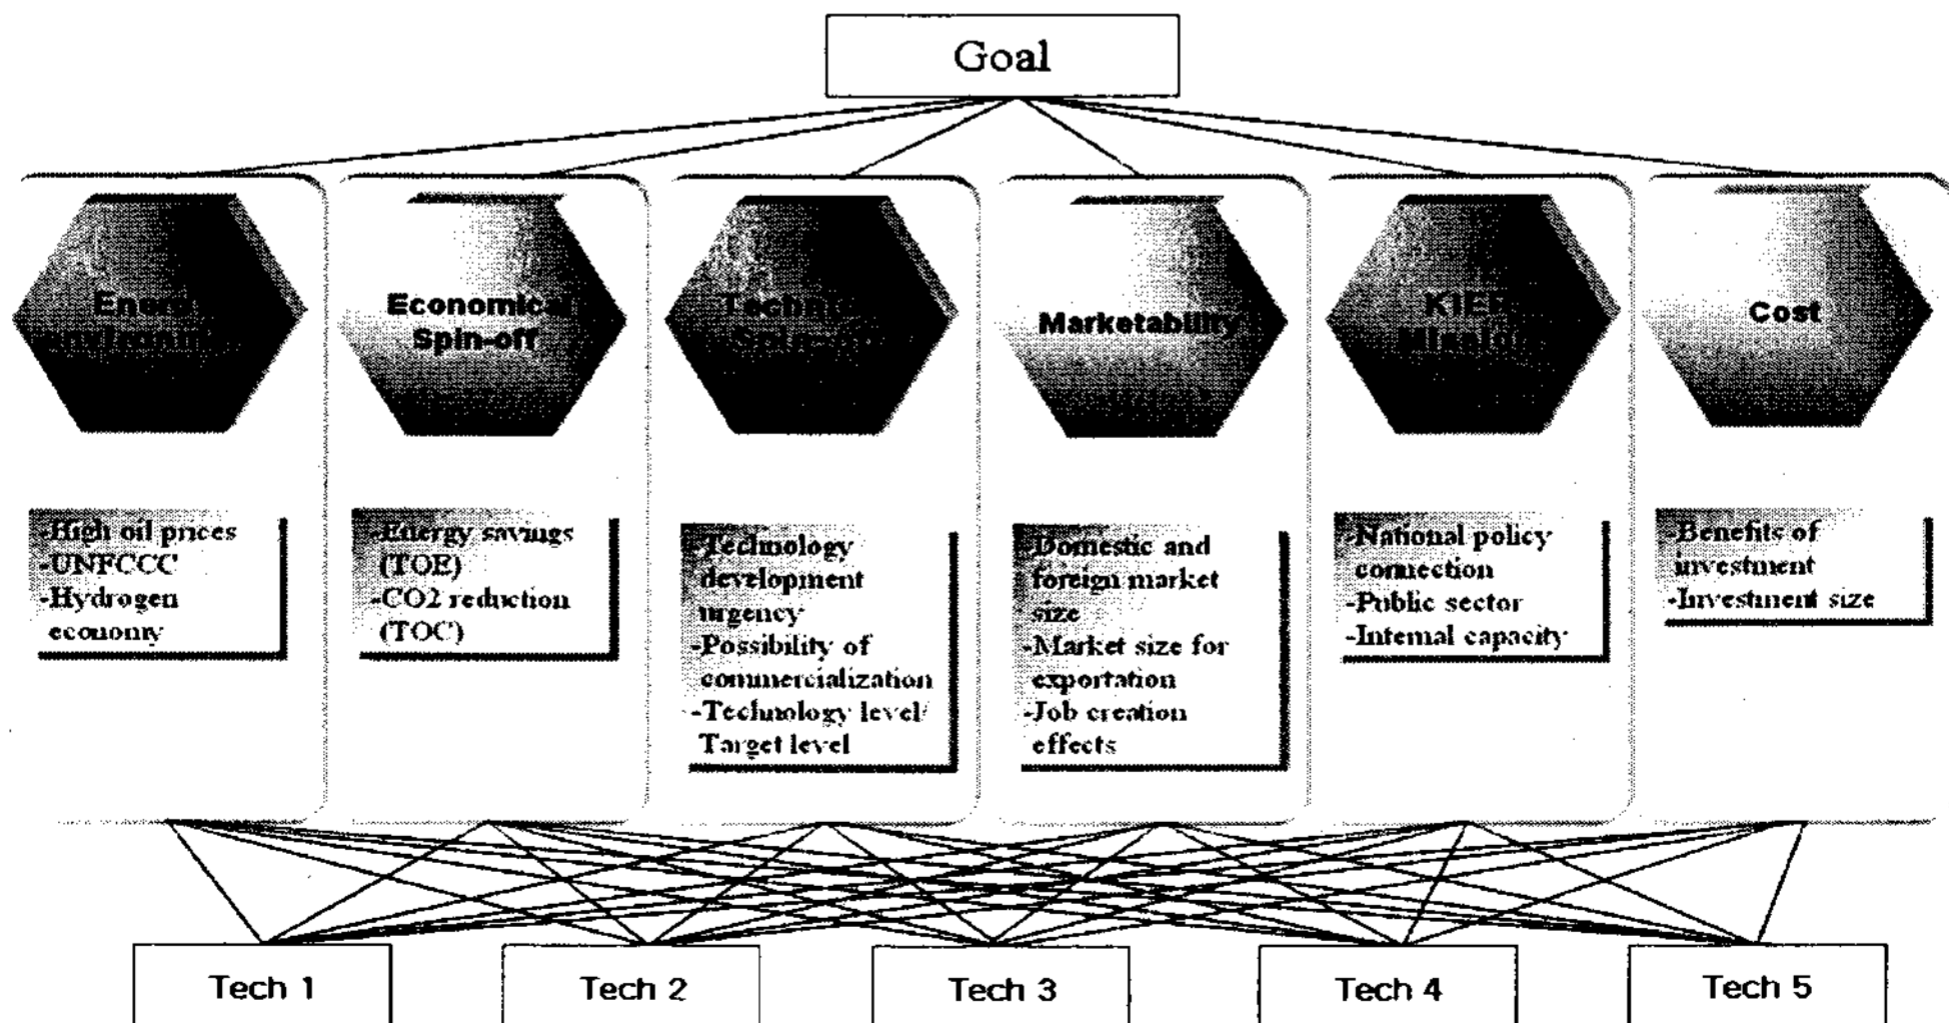 Goal
Economical
Spin-off
Marketability
Cost
-High oil prices
-UNFCCC
-Hydrogen
economy
-Energy savings
(TOE)
-CO2 reduction
(TOC)
-Technology
development
urgency
-Possibility of
commercialization
-Technology level/
Target level
-Domestic and
foreign market
size
-Market size for
exportation
-Job creation
effects
-National policy
connection
-Public sector
-Internal capacity
-Benefits of
investment
-Investment size
Tech 1
Tech 2
Tech 3
Tech 4
Tech 5